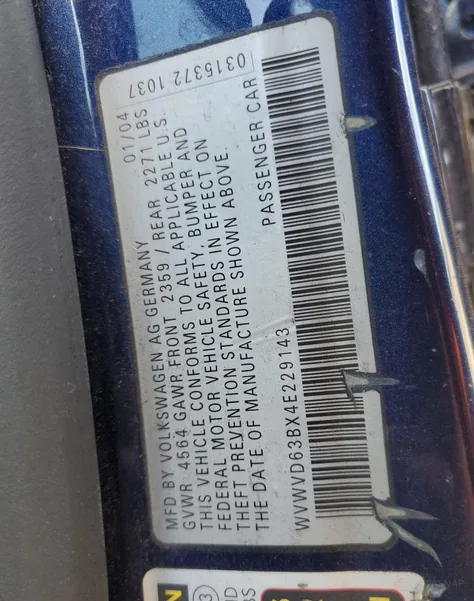 MFD BY VOLKSWAGEN AG GERMANY 01/04 0315372 1037
GVWR 4564 GAWR FRONT 2359 / REAR 2271 LBS
THIS VEHICLE CONFORMS TO ALL APPLICABLE U.S.
FEDERAL MOTOR VEHICLE SAFETY, BUMPER AND
THEFT PREVENTION STANDARDS IN EFFECT ON
THE DATE OF MANUFACTURE SHOWN ABOVE
WVWVD63BX4E229143 PASSENGER CAR